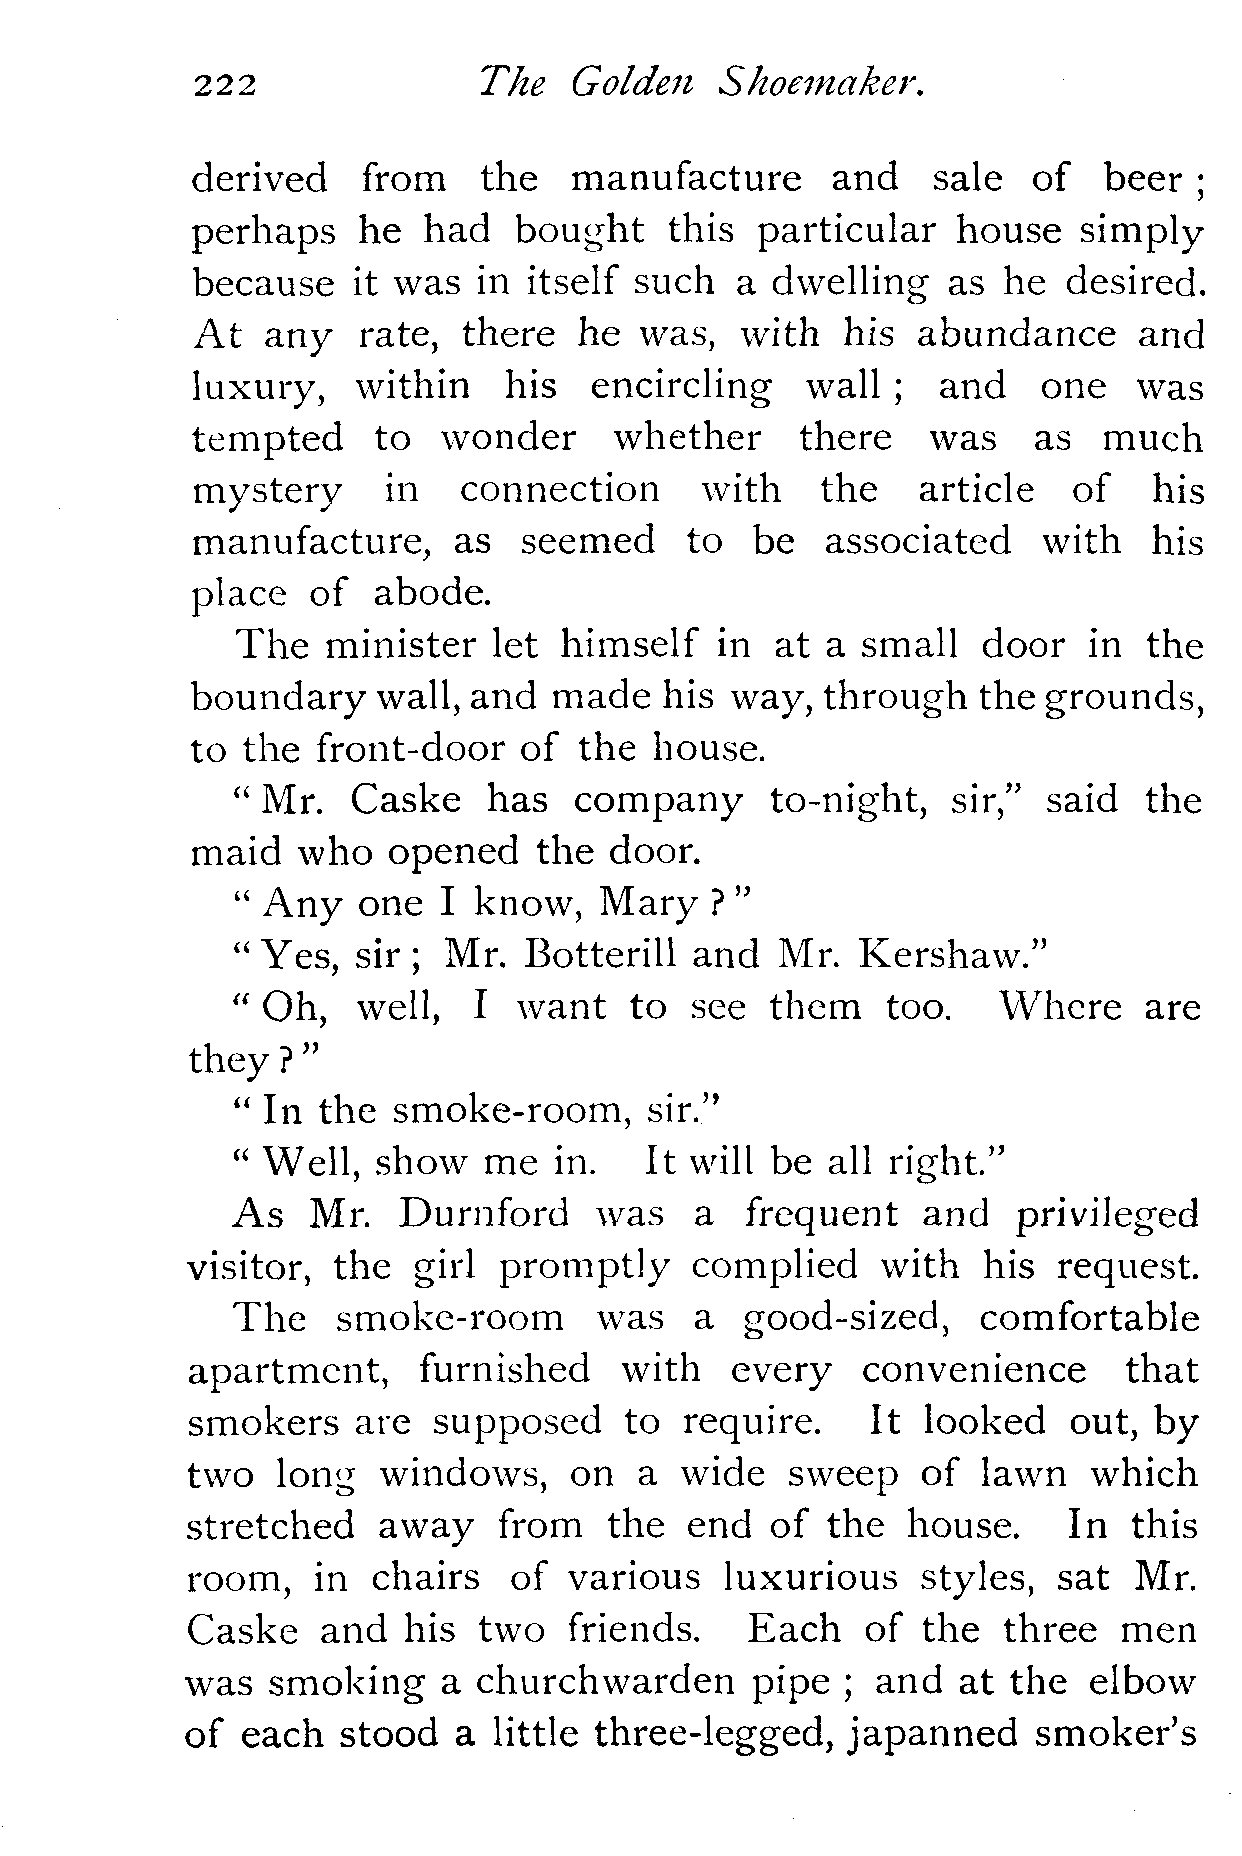 222 The Golden Shoemaker.
derived from the manufacture and sale of beer ;
perhaps he had bought this particular house simply
because it was in itself such a dwelling as he desired.
At any rate, there he was, with his abundance and
luxury, within his encircling wall ; and one was
tempted to wonder whether there was as much
mystery in connection with the article of his
manufacture, as seemed to be associated with his
place of abode.
The minister let himself in at a small door in the
boundary wall, and made his way, through the grounds,
to the front-door of the house.
“ Mr. Caske has company to-night, sir,” said the
maid who opened the door.
“ Any one I know, Mary ? ”
“ Yes, sir ; Mr. Botterill and Mr. Kershaw.”
“ Oh, well, I want to see them too. Where are
they ? ”
“ In the smoke-room, sir.”
“ Well, show me in. It will be all right.”
As Mr. Durnford was a frequent and privileged
visitor, the girl promptly complied with his request.
The smoke-room was a good-sized, comfortable
apartment, furnished with every convenience that
smokers are supposed to require. It looked out, by
two long windows, on a wide sweep of lawn which
stretched away from the end of the house. In this
room, in chairs of various luxurious styles, sat Mr.
Caske and his two friends. Each of the three men
was smoking a churchwarden pipe ; and at the elbow
of each stood a little three-legged, japanned smoker’s